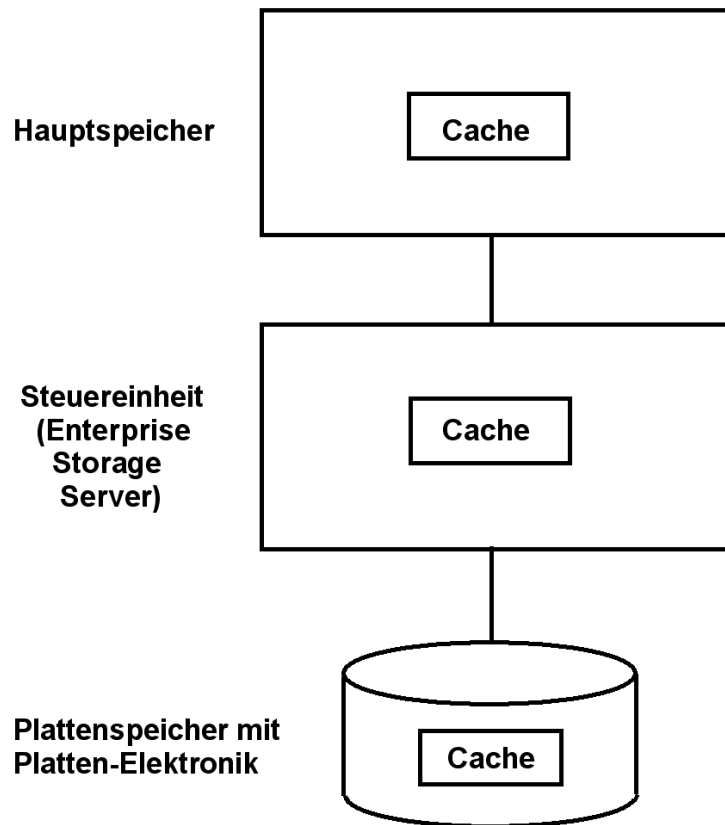 Hauptspeicher
Cache
Steuereinheit
(Enterprise
Storage
Server)
Cache
Plattenspeicher mit
Platten-Elektronik
Cache